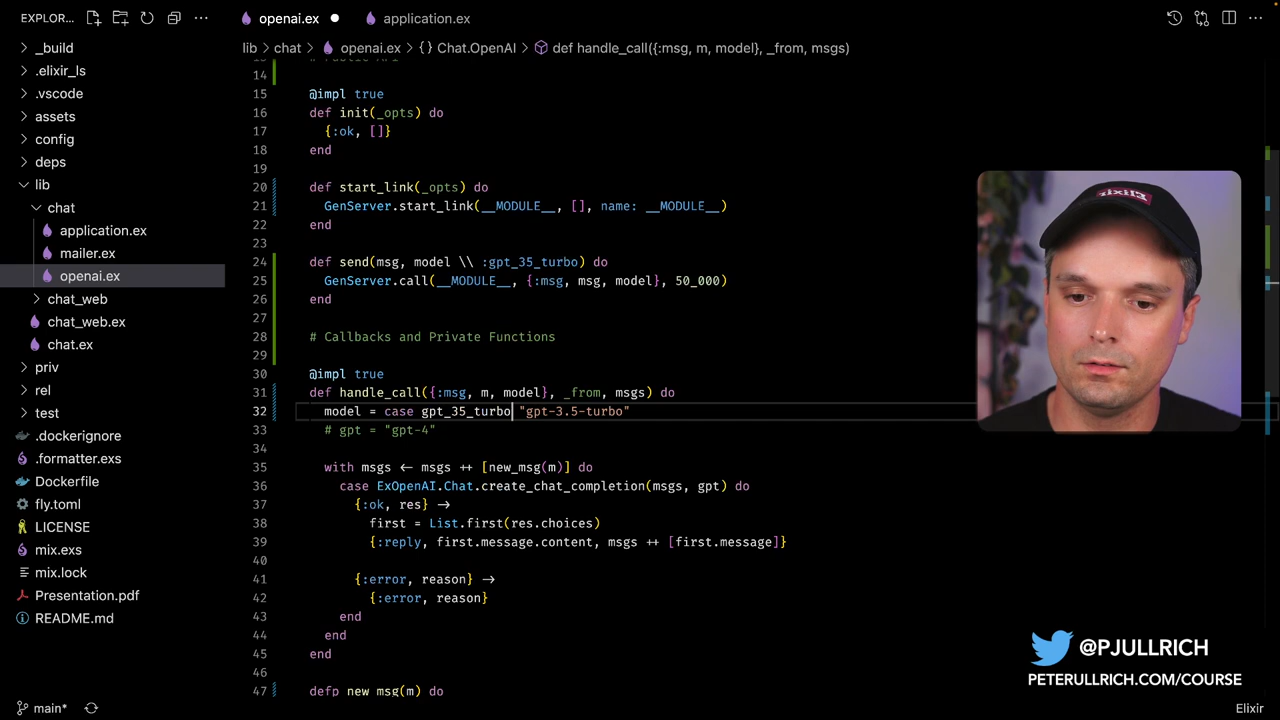 EXPLOR...
openai.ex
application.ex
_build
.elixir_ls
.vscode
assets
config
deps
lib
chat
application.ex
mailer.ex
openai.ex
chat_web
chat_web.ex
chat.ex
priv
rel
test
.dockerignore
.formatter.exs
Dockerfile
fly.toml
LICENSE
mix.exs
mix.lock
Presentation.pdf
README.md
lib > chat > openai.ex > {} Chat.OpenAI > def handle_call({:msg, m, model}, _from, msgs)
13 # Public API
14
15 @impl true
16 def init(_opts) do
17 {:ok, []}
18 end
19
20 def start_link(_opts) do
21 GenServer.start_link(__MODULE__, [], name: __MODULE__)
22 end
23
24 def send(msg, model \\ :gpt_35_turbo) do
25 GenServer.call(__MODULE__, {:msg, msg, model}, 50_000)
26 end
27
28 # Callbacks and Private Functions
29
30 @impl true
31 def handle_call({:msg, m, model}, _from, msgs) do
32 model = case gpt_35_turbo "gpt-3.5-turbo"
33 # gpt = "gpt-4"
34
35 with msgs <- msgs ++ [new_msg(m)] do
36 case ExOpenAI.Chat.create_chat_completion(msgs, gpt) do
37 {:ok, res} ->
38 first = List.first(res.choices)
39 {:reply, first.message.content, msgs ++ [first.message]}
40
41 {:error, reason} ->
42 {:error, reason}
43 end
44 end
45 end
46
47 defp new_msg(m) do
@PJULLRICH
PETERULLRICH.COM/COURSE
main*
Elixir